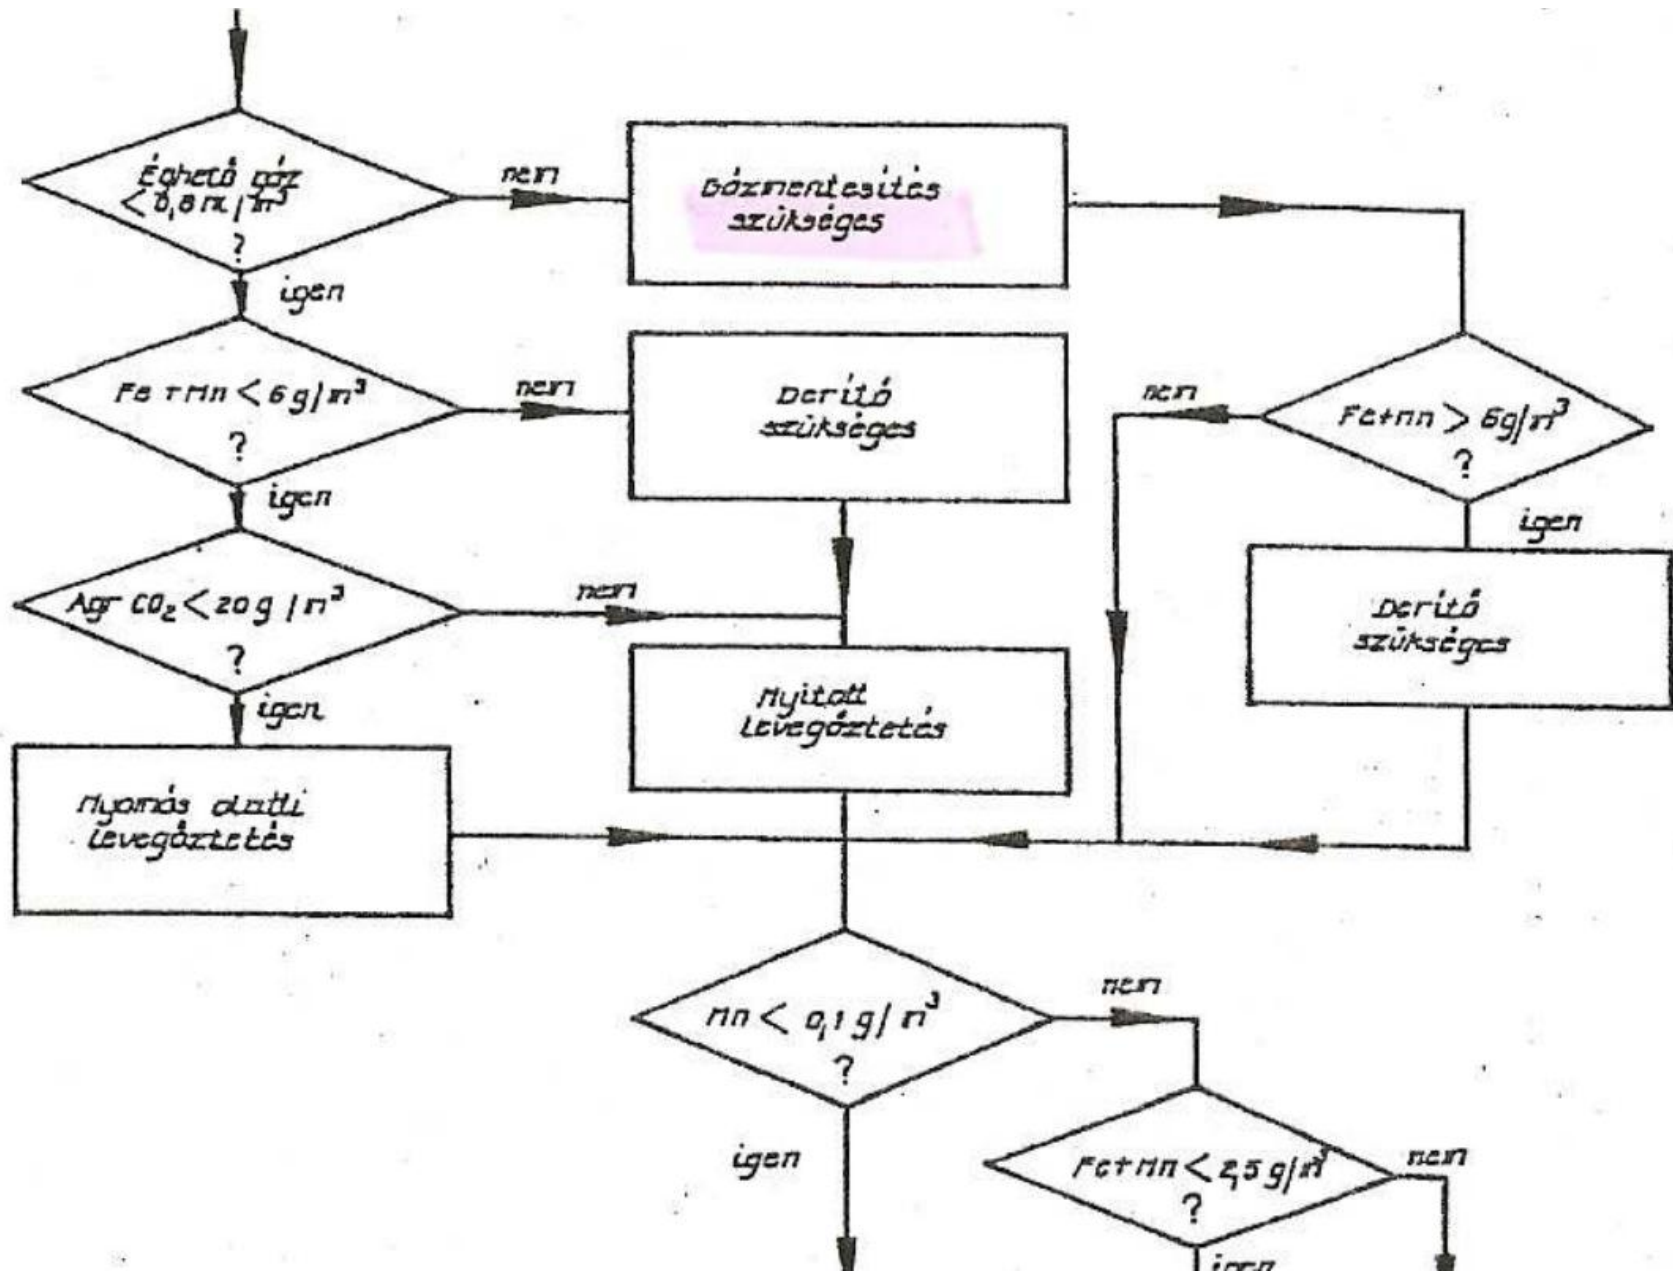 Éghető gáz
< 0,8 m / m³
?
nem
Gázmentesítés
szükséges
igen
Fe + Mn < 6 g/m³
?
nem
Derítő
szükséges
nem
Fe+Mn > 6g/m³
?
igen
igen
Agr CO₂ < 20 g / m³
?
nem
Derítő
szükséges
igen
Nyitott
levegőztetés
Nyomás alatti
levegőztetés
Mn < 0,1 g/m³
?
nem
igen
Fe+Mn < 2,5 g/m³
?
nem
igen